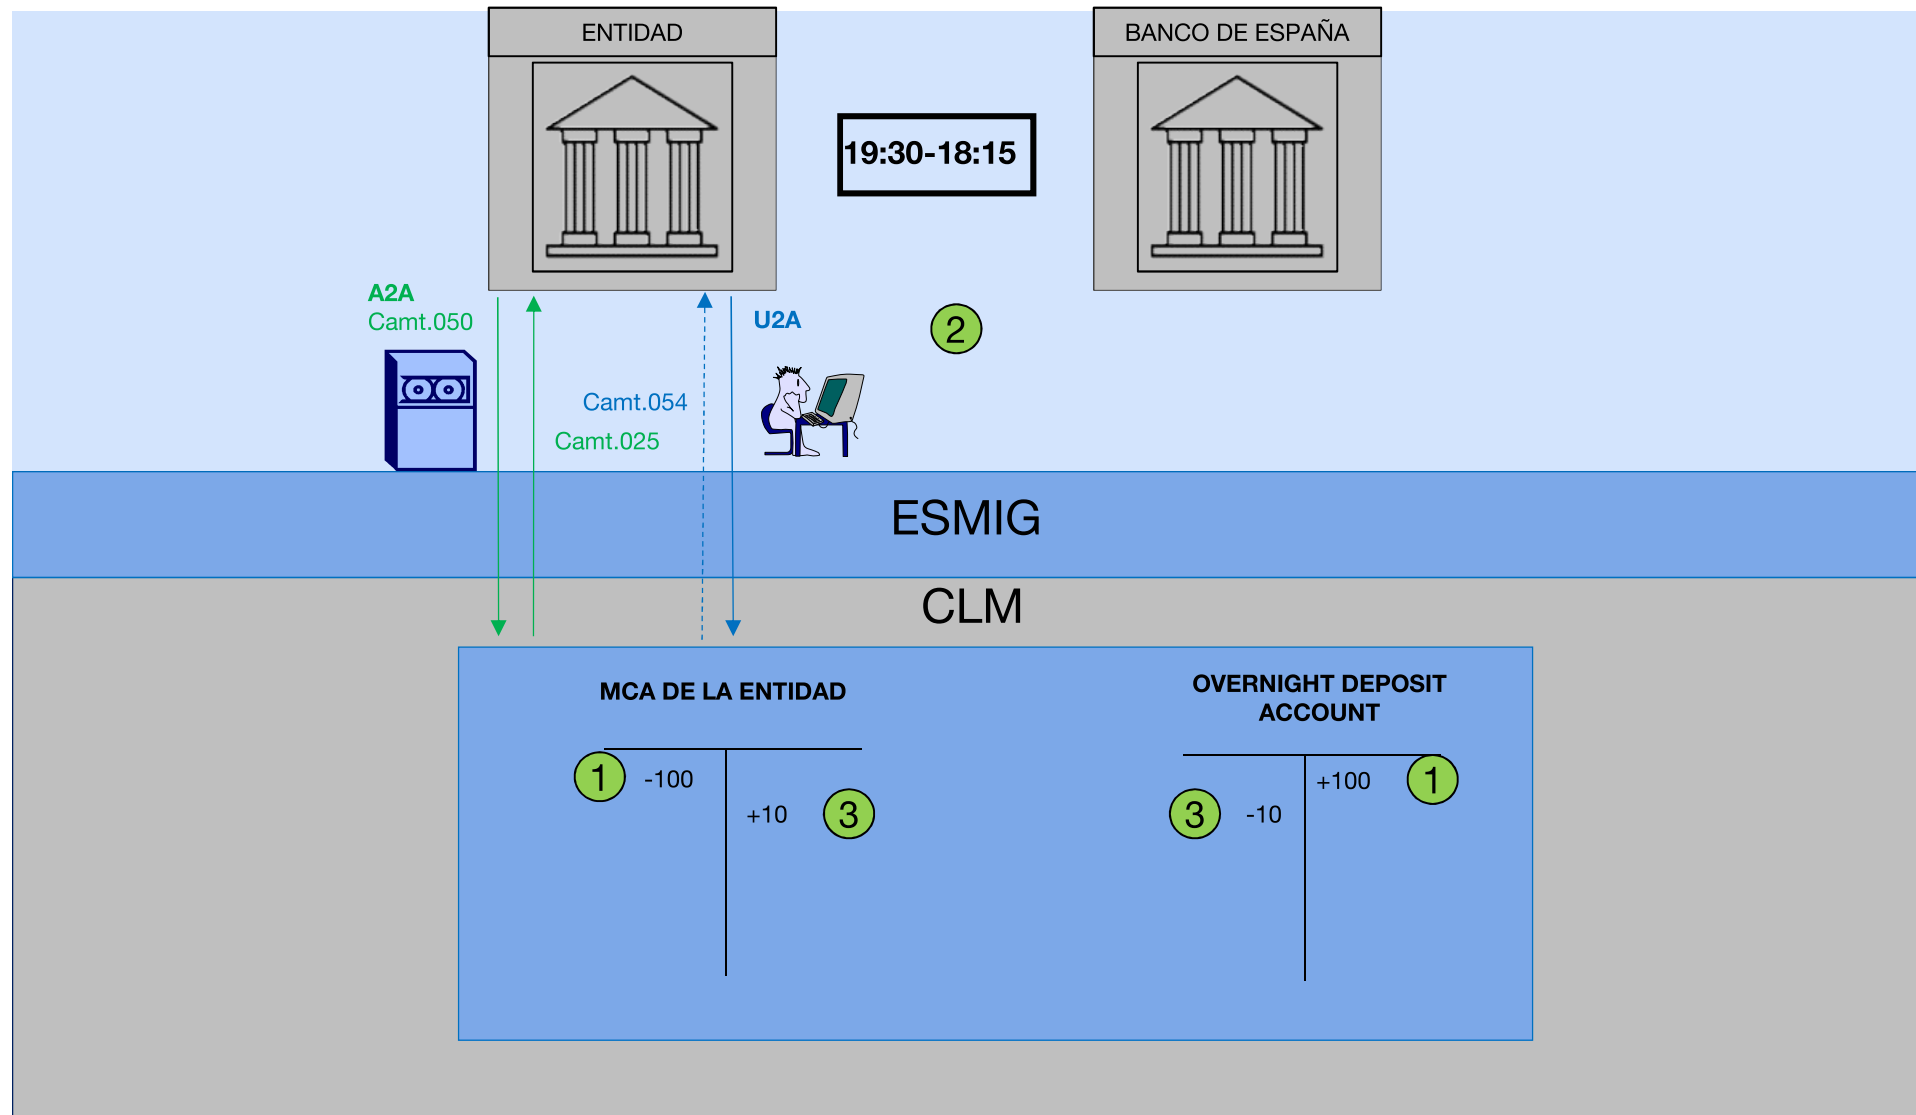 ENTIDAD
BANCO DE ESPAÑA
19:30-18:15
A2A
Camt.050
U2A
2
Camt.054
Camt.025
ESMIG
CLM
MCA DE LA ENTIDAD
OVERNIGHT DEPOSIT
ACCOUNT
1 -100
+10 3
+100 1
3 -10